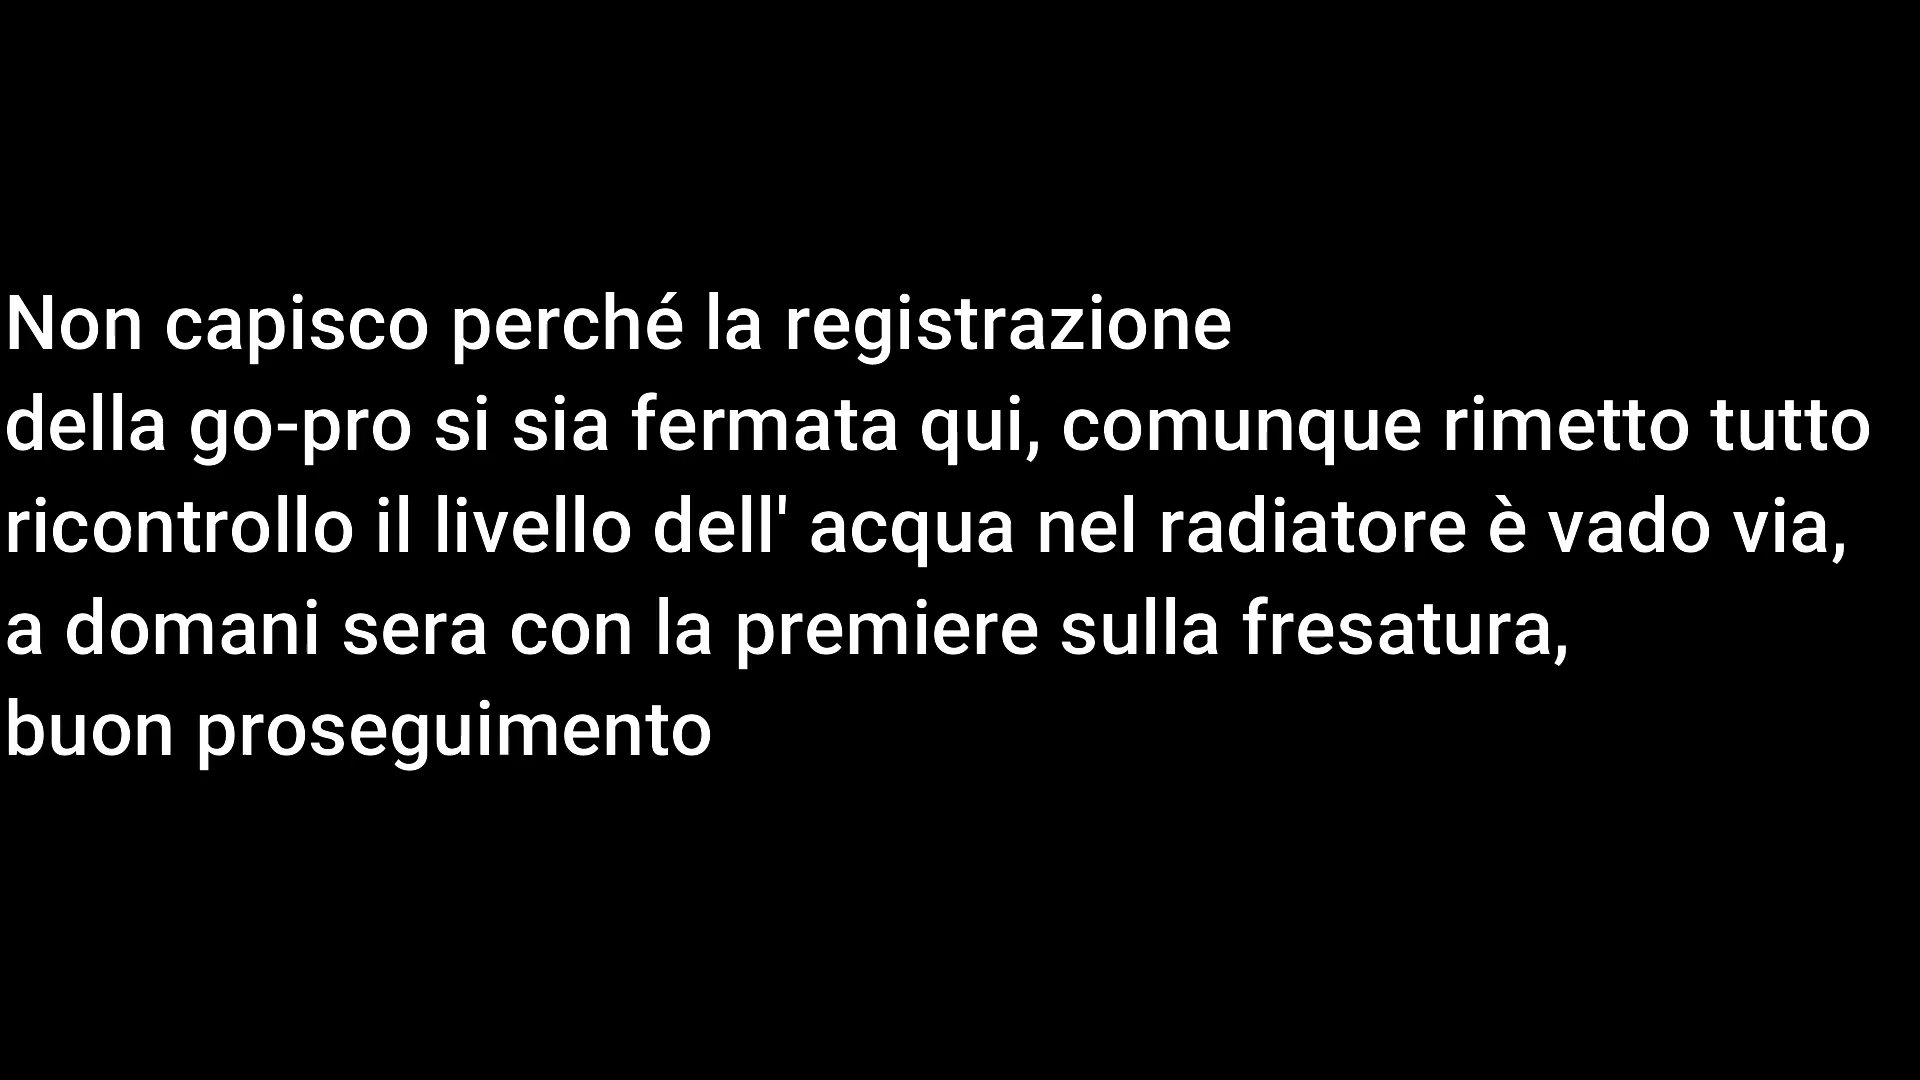 Non capisco perché la registrazione
della go-pro si sia fermata qui, comunque rimetto tutto
ricontrollo il livello dell' acqua nel radiatore è vado via,
a domani sera con la premiere sulla fresatura,
buon proseguimento